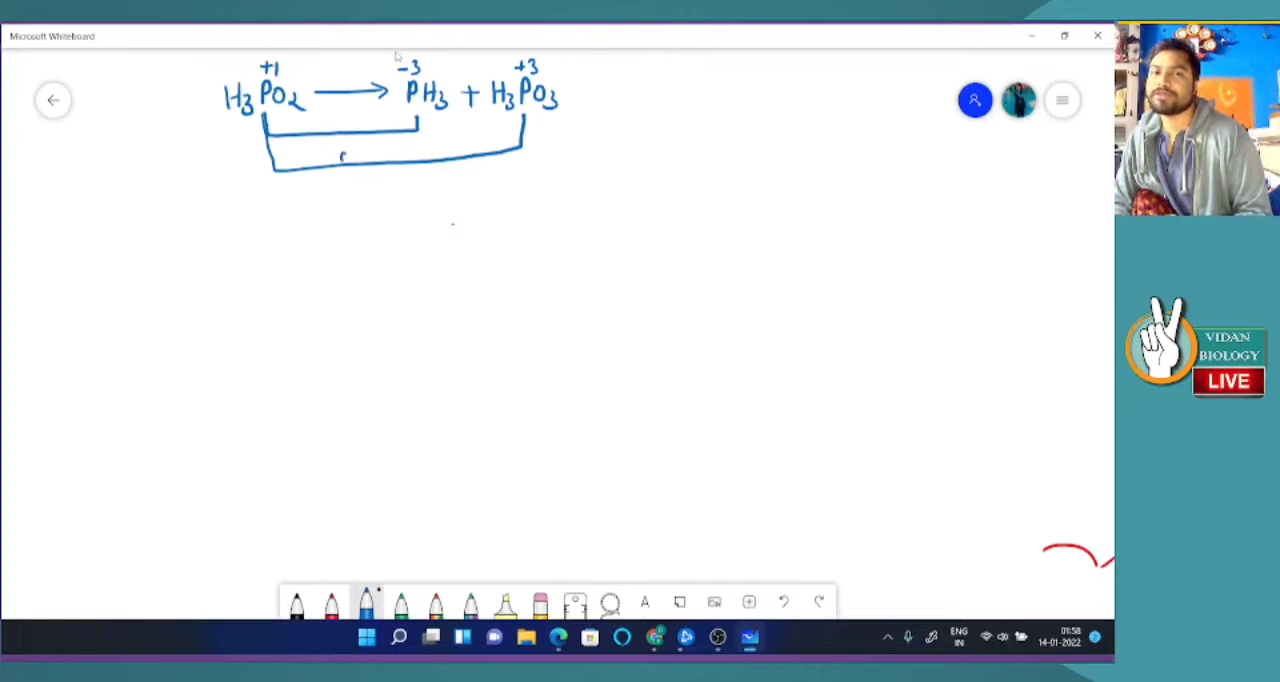 Microsoft Whiteboard
+1 -3 +3
H3PO2 ⟶ PH3 + H3PO3
VIDAN
BIOLOGY
LIVE
A
ENG
IN
01:58
14-01-2022